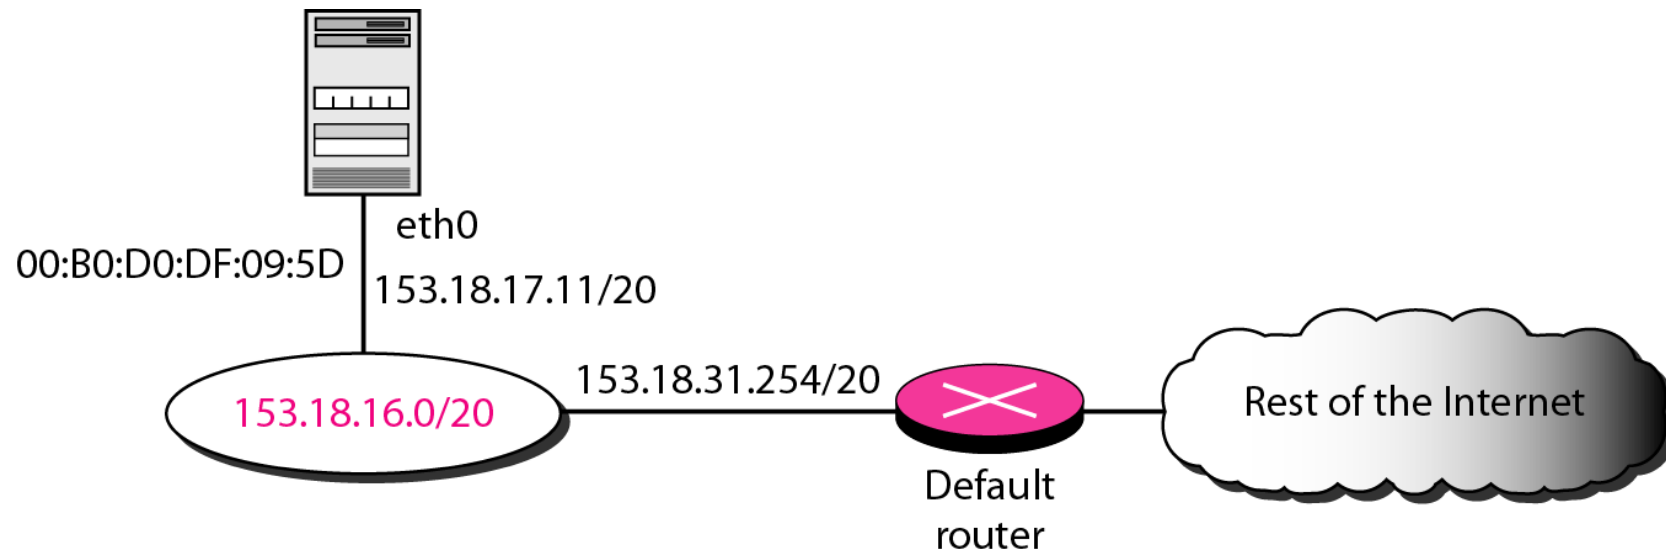 eth0
00:B0:D0:DF:09:5D
153.18.17.11/20
153.18.31.254/20
153.18.16.0/20
Rest of the Internet
Default
router